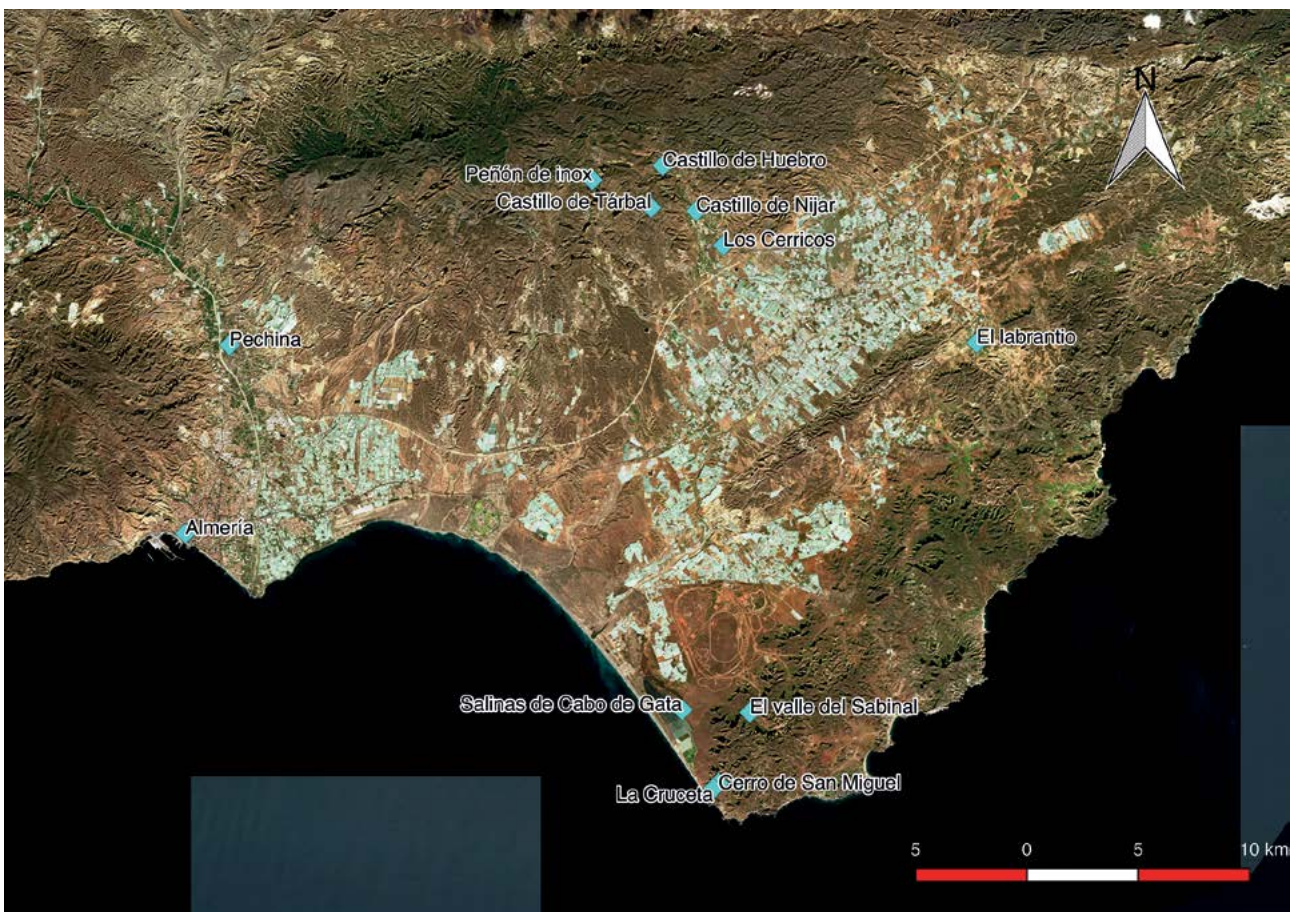 N
Castillo de Huebro
Peñón de inox
Castillo de Tárbal
Castillo de Nijar
Los Cerricos
Pechina
El labrantio
Almería
Salinas de Cabo de Gata
El valle del Sabinal
Cerro de San Miguel
La Cruceta
5 0 5 10 km